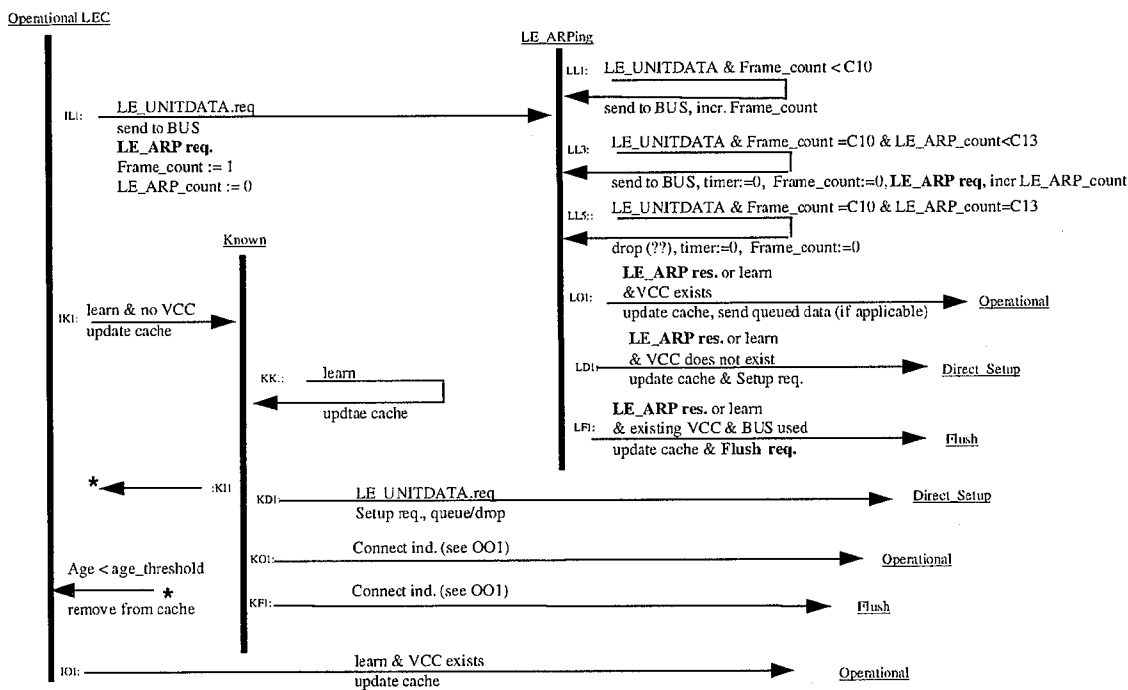 Operational LEC
LE_ARPing
LL1: LE_UNITDATA & Frame_count < C10
send to BUS, incr. Frame_count
IL1: LE_UNITDATA.req
send to BUS
LE_ARP req.
Frame_count := 1
LE_ARP_count := 0
LL3: LE_UNITDATA & Frame_count =C10 & LE_ARP_count<C13
send to BUS, timer:=0, Frame_count:=0, LE_ARP req, incr LE_ARP_count
LL5:: LE_UNITDATA & Frame_count =C10 & LE_ARP_count=C13
drop (??), timer:=0, Frame_count:=0
Known
LE_ARP res. or learn
LO1: &VCC exists
update cache, send queued data (if applicable)
Operational
IK1: learn & no VCC
update cache
LE_ARP res. or learn
LD1: & VCC does not exist
update cache & Setup req.
Direct_Setup
KK:: learn
updtae cache
LE_ARP res. or learn
LF1: & existing VCC & BUS used
update cache & Flush req.
Flush
* :KI1
KD1: LE_UNITDATA.req
Setup req., queue/drop
Direct_Setup
KO1: Connect ind. (see OO1)
Operational
Age < age_threshold
*
remove from cache
KF1: Connect ind. (see OO1)
Flush
IO1: learn & VCC exists
update cache
Operational